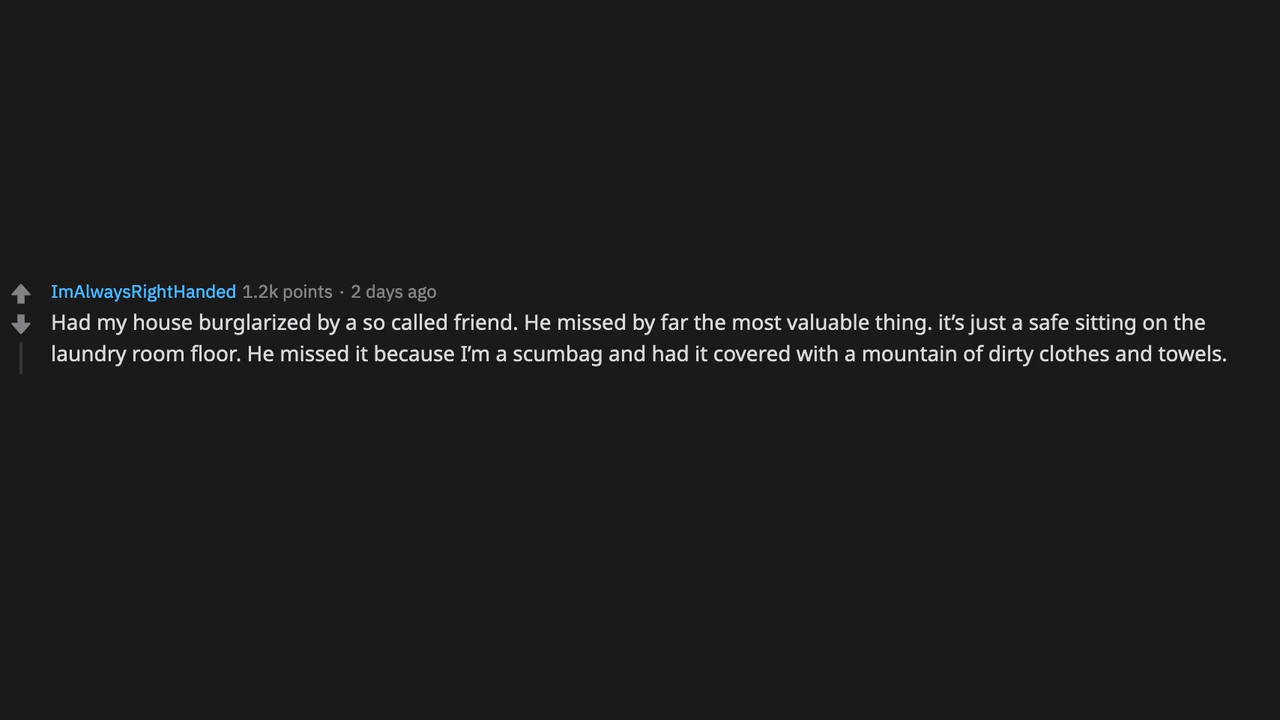 ImAlwaysRightHanded 1.2k points · 2 days ago
Had my house burglarized by a so called friend. He missed by far the most valuable thing. it’s just a safe sitting on the
laundry room floor. He missed it because I’m a scumbag and had it covered with a mountain of dirty clothes and towels.